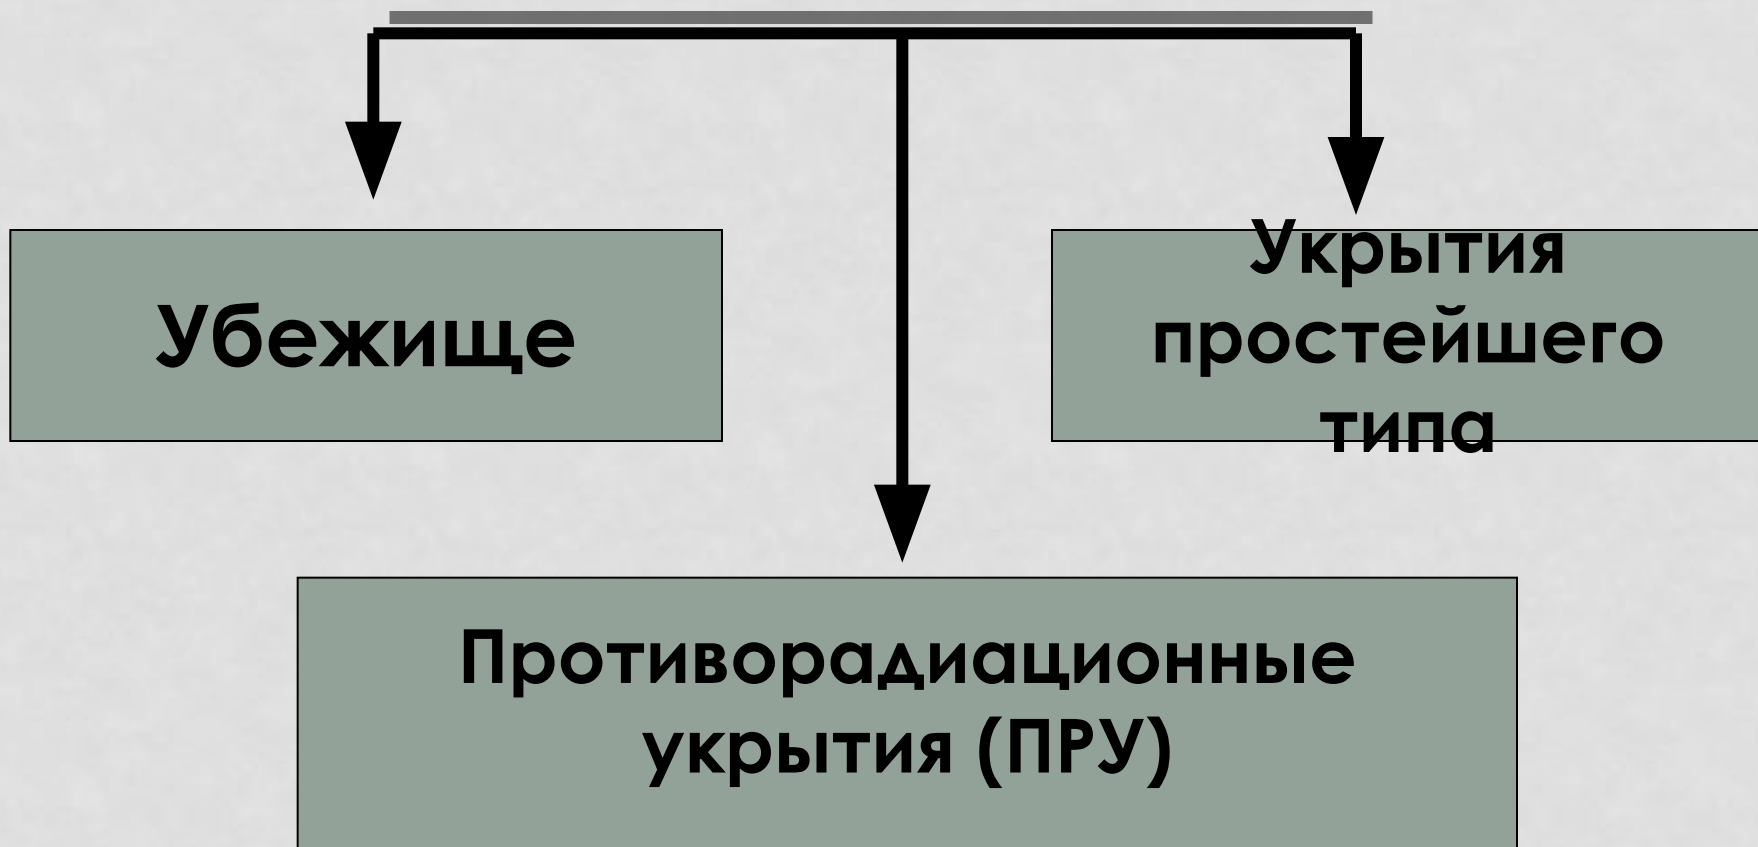 Убежище
Укрытия
простейшего
типа
Противорадиационные
укрытия (ПРУ)